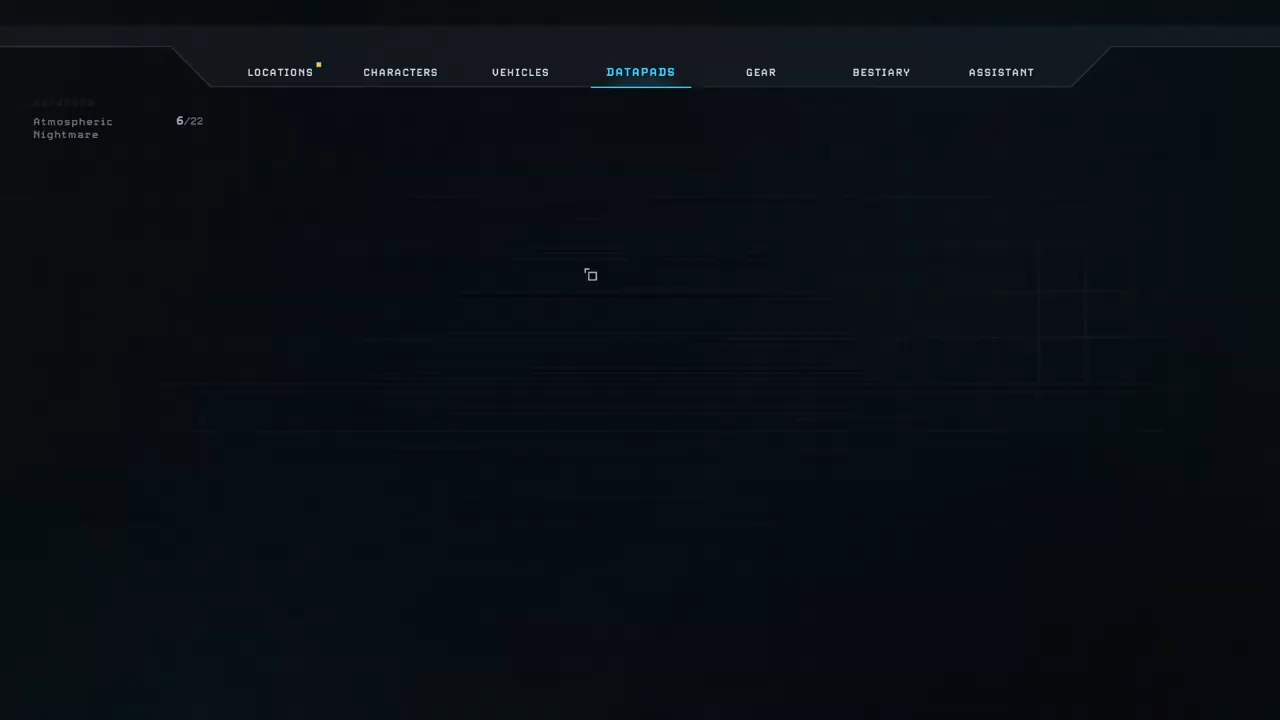 LOCATIONS
CHARACTERS
VEHICLES
DATAPADS
GEAR
BESTIARY
ASSISTANT
Atmospheric 6/22
Nightmare